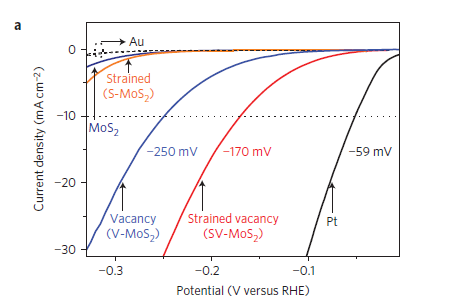 a
Au
0
Strained
(S-MoS₂)
−10
MoS₂
−250 mV
−170 mV
−59 mV
−20
Vacancy
(V-MoS₂)
Strained vacancy
(SV-MoS₂)
Pt
−30
Current density (mA cm⁻²)
−0.3
−0.2
−0.1
Potential (V versus RHE)